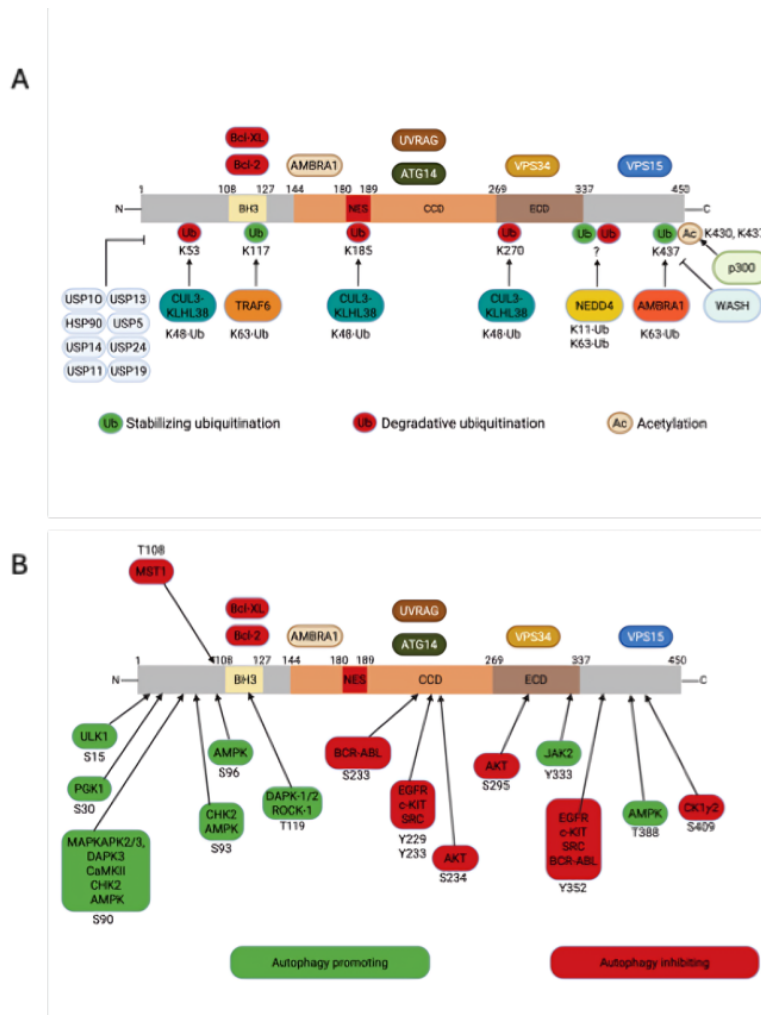 A
Bcl-XL
UVRAG
Bcl-2
AMBRA1
ATG14
VPS34
VPS15
1 108 127 144 180 189 269 337 450
N BH3 NES CCD ECD C
Ub Ub Ub Ub Ub Ub Ub Ac K430, K437
K53 K117 K185 K270 ? K437
p300
USP10 USP13
HSP90 USP5
USP14 USP24
USP11 USP19
CUL3-
KLHL38
K48-Ub
TRAF6
K63-Ub
CUL3-
KLHL38
K48-Ub
CUL3-
KLHL38
K48-Ub
NEDD4
K11-Ub
K63-Ub
AMBRA1
K63-Ub
WASH
Ub Stabilizing ubiquitination
Ub Degradative ubiquitination
Ac Acetylation
B
T108
MST1
Bcl-XL
UVRAG
Bcl-2
AMBRA1
ATG14
VPS34
VPS15
1 108 127 144 180 189 269 337 450
N BH3 NES CCD ECD C
ULK1
S15
PGK1
S30
MAPKAPK2/3,
DAPK3
CaMKII
CHK2
AMPK
S90
CHK2
AMPK
S93
AMPK
S96
DAPK-1/2
ROCK-1
T119
BCR-ABL
S233
EGFR
c-KIT
SRC
Y229
Y233
AKT
S234
AKT
S295
JAK2
Y333
EGFR
c-KIT
SRC
BCR-ABL
Y352
AMPK
T388
CK1γ2
S409
Autophagy promoting
Autophagy inhibiting